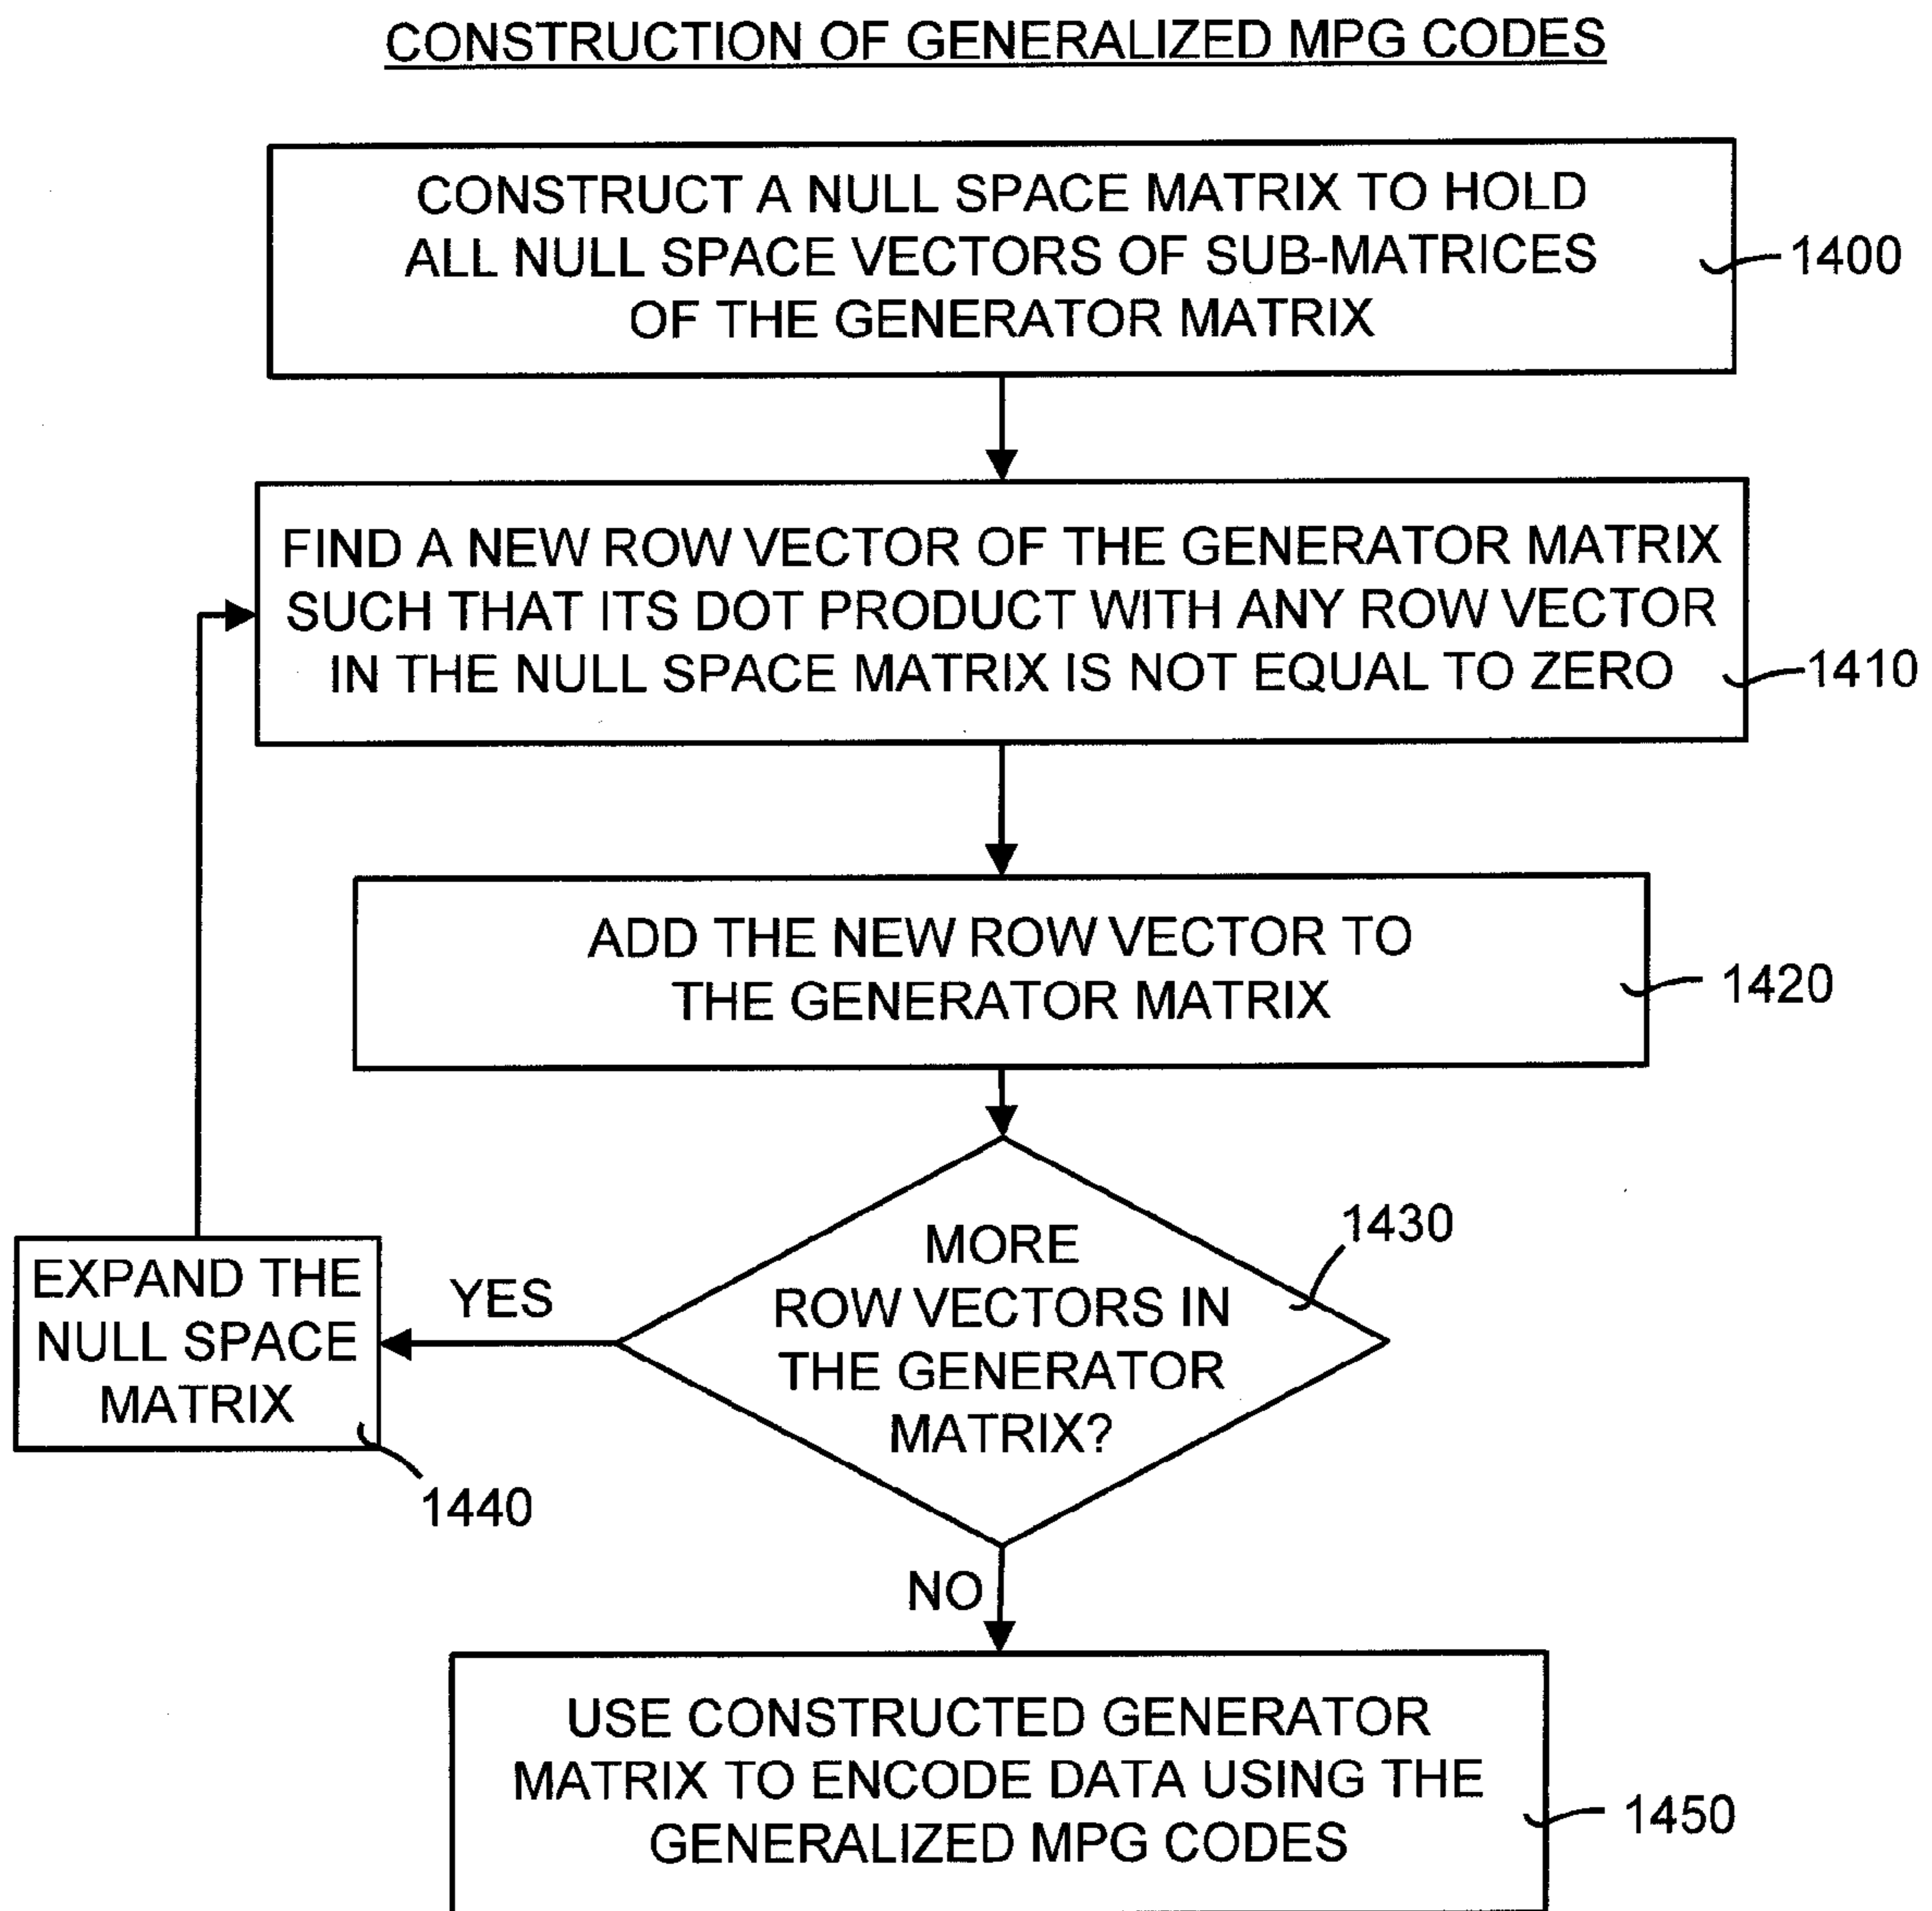 CONSTRUCTION OF GENERALIZED MPG CODES
CONSTRUCT A NULL SPACE MATRIX TO HOLD
ALL NULL SPACE VECTORS OF SUB-MATRICES
OF THE GENERATOR MATRIX
1400
FIND A NEW ROW VECTOR OF THE GENERATOR MATRIX
SUCH THAT ITS DOT PRODUCT WITH ANY ROW VECTOR
IN THE NULL SPACE MATRIX IS NOT EQUAL TO ZERO
1410
ADD THE NEW ROW VECTOR TO
THE GENERATOR MATRIX
1420
MORE
ROW VECTORS IN
THE GENERATOR
MATRIX?
1430
YES
EXPAND THE
NULL SPACE
MATRIX
1440
NO
USE CONSTRUCTED GENERATOR
MATRIX TO ENCODE DATA USING THE
GENERALIZED MPG CODES
1450